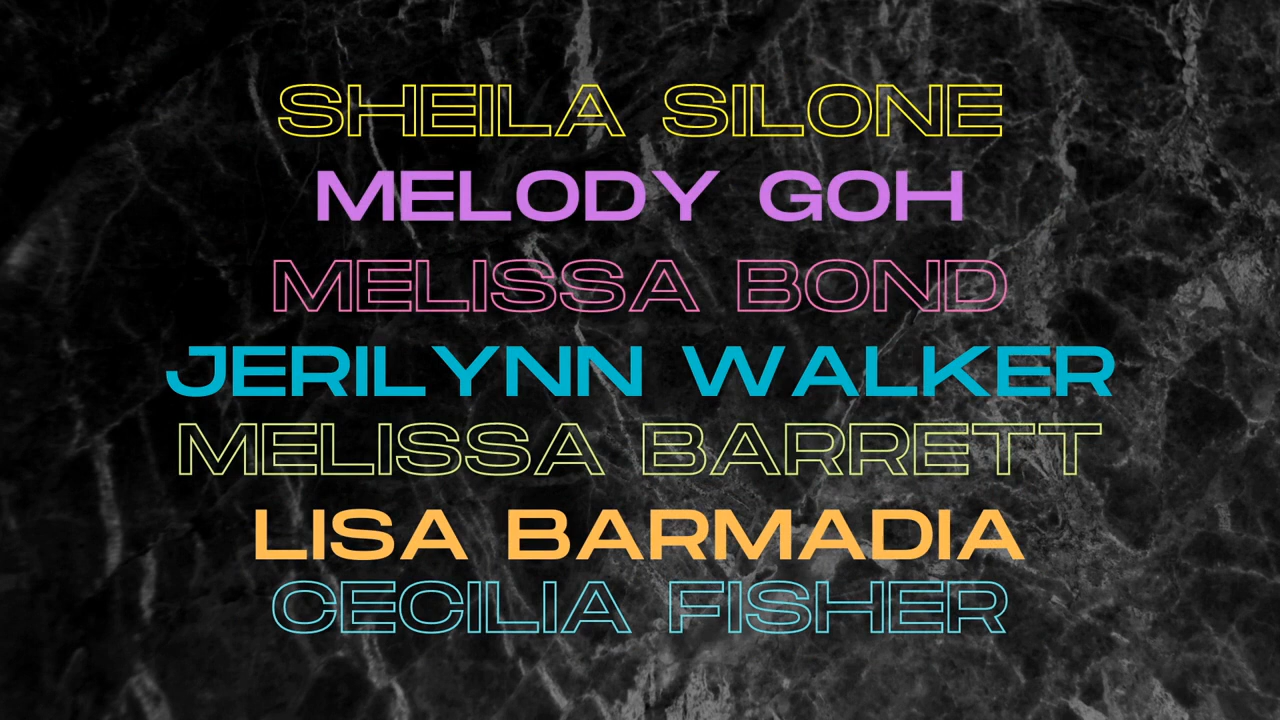 SHEILA SILONE
MELODY GOH
MELISSA BOND
JERILYNN WALKER
MELISSA BARRETT
LISA BARMADIA
CECILIA FISHER